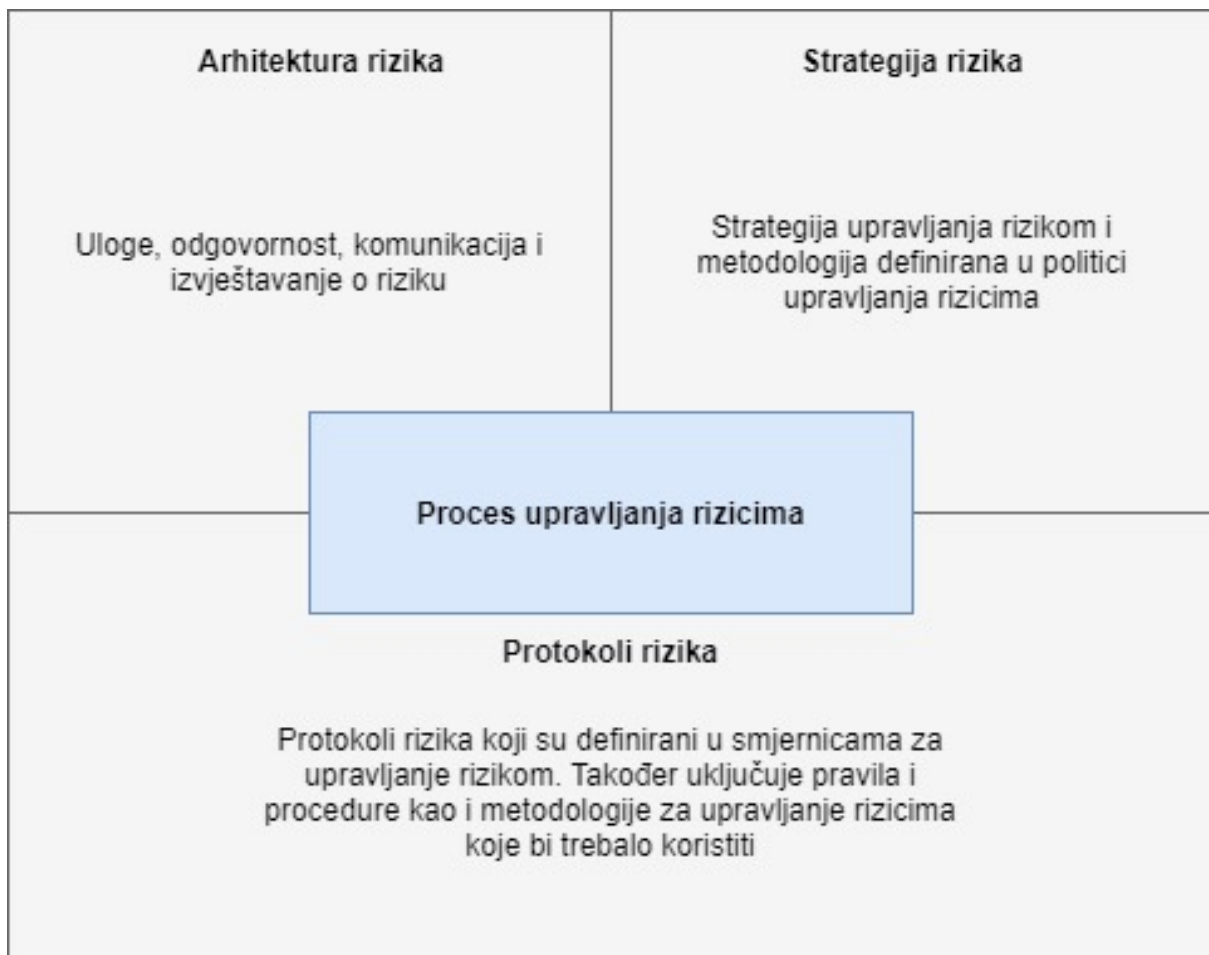 Arhitektura rizika
Uloge, odgovornost, komunikacija i
izvještavanje o riziku
Strategija rizika
Strategija upravljanja rizikom i
metodologija definirana u politici
upravljanja rizicima
Proces upravljanja rizicima
Protokoli rizika
Protokoli rizika koji su definirani u smjernicama za
upravljanje rizikom. Također uključuje pravila i
procedure kao i metodologije za upravljanje rizicima
koje bi trebalo koristiti